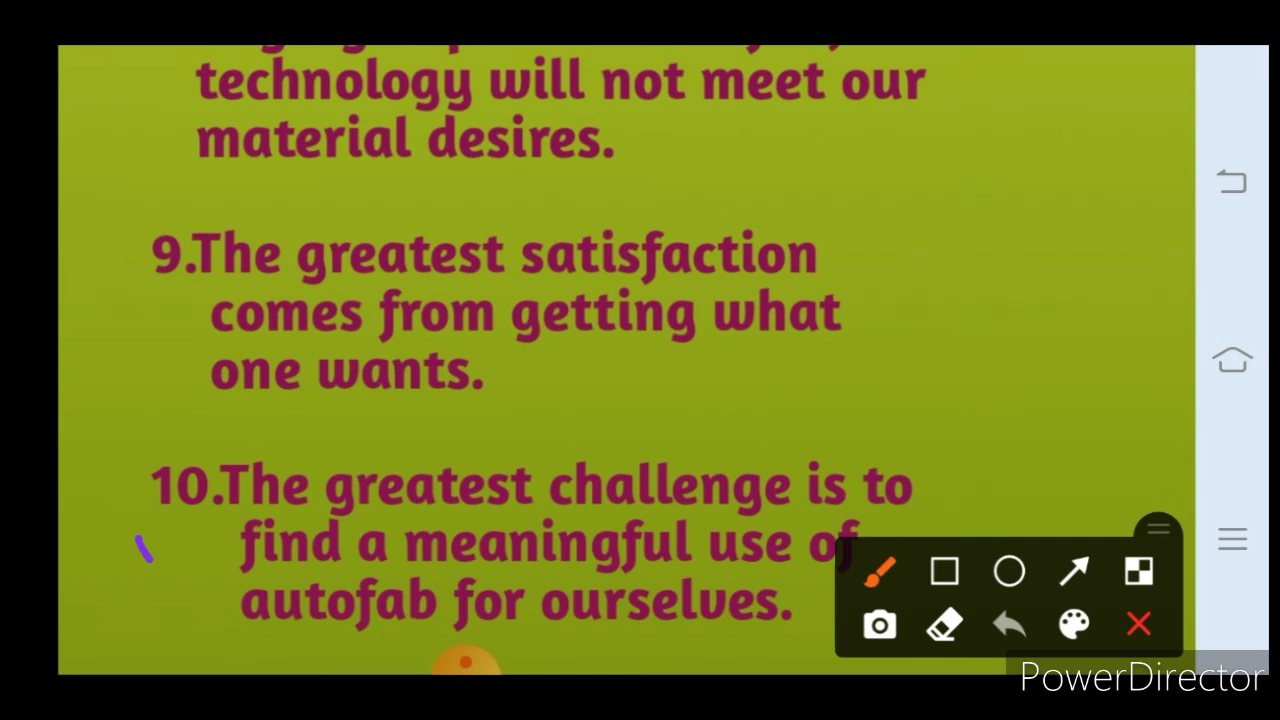 technology will not meet our
material desires.
9.The greatest satisfaction
comes from getting what
one wants.
10.The greatest challenge is to
find a meaningful use of
autofab for ourselves.
PowerDirector